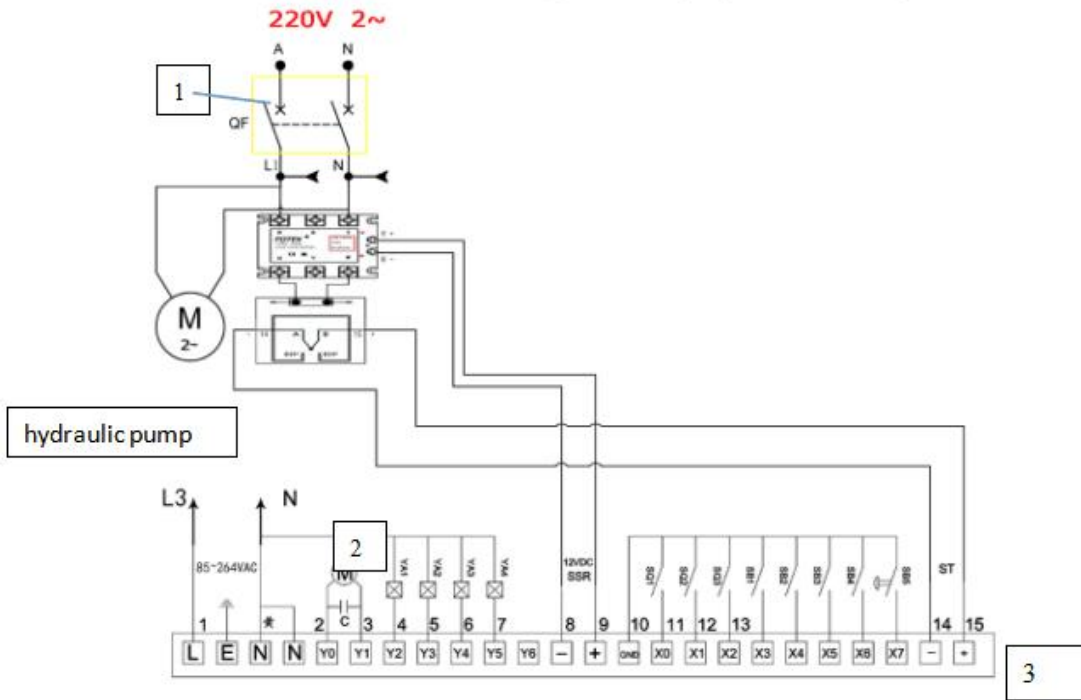 220V 2~
A N
1
QF
L1 N
FOTEK
M
2~
A B
hydraulic pump
L3 N
2
85~264VAC
M
YA1 YA2 YA3 YA4
12VDC
SSR
SQ1 SQ2 SQ3 SB1 SB2 SB3 SB4 SB5
ST
C
1 * 2 3 4 5 6 7 8 9 10 11 12 13 14 15
L E N N Y0 Y1 Y2 Y3 Y4 Y5 Y6 − + GND X0 X1 X2 X3 X4 X5 X6 X7 − +
3